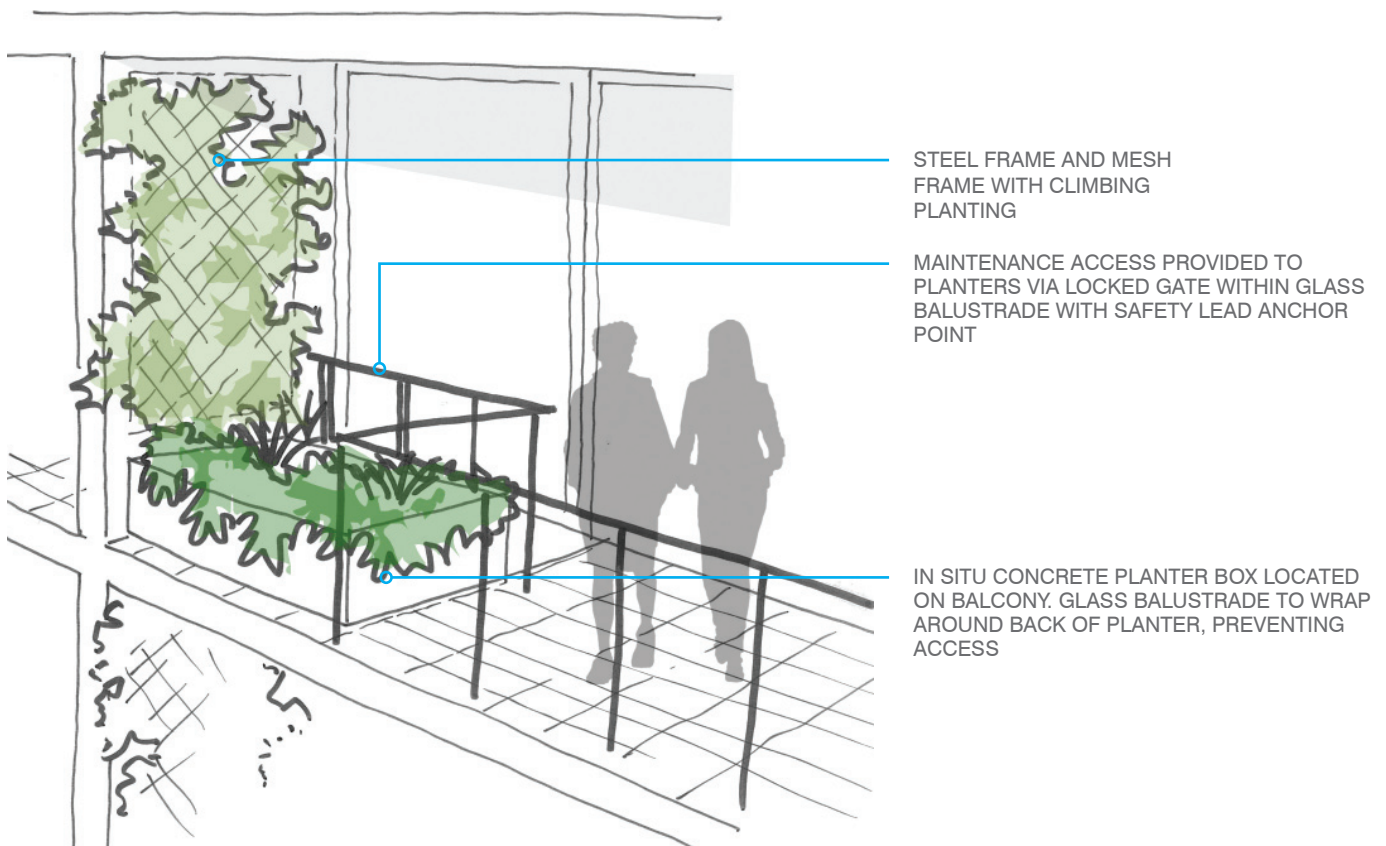 STEEL FRAME AND MESH
FRAME WITH CLIMBING
PLANTING
MAINTENANCE ACCESS PROVIDED TO
PLANTERS VIA LOCKED GATE WITHIN GLASS
BALUSTRADE WITH SAFETY LEAD ANCHOR
POINT
IN SITU CONCRETE PLANTER BOX LOCATED
ON BALCONY. GLASS BALUSTRADE TO WRAP
AROUND BACK OF PLANTER, PREVENTING
ACCESS